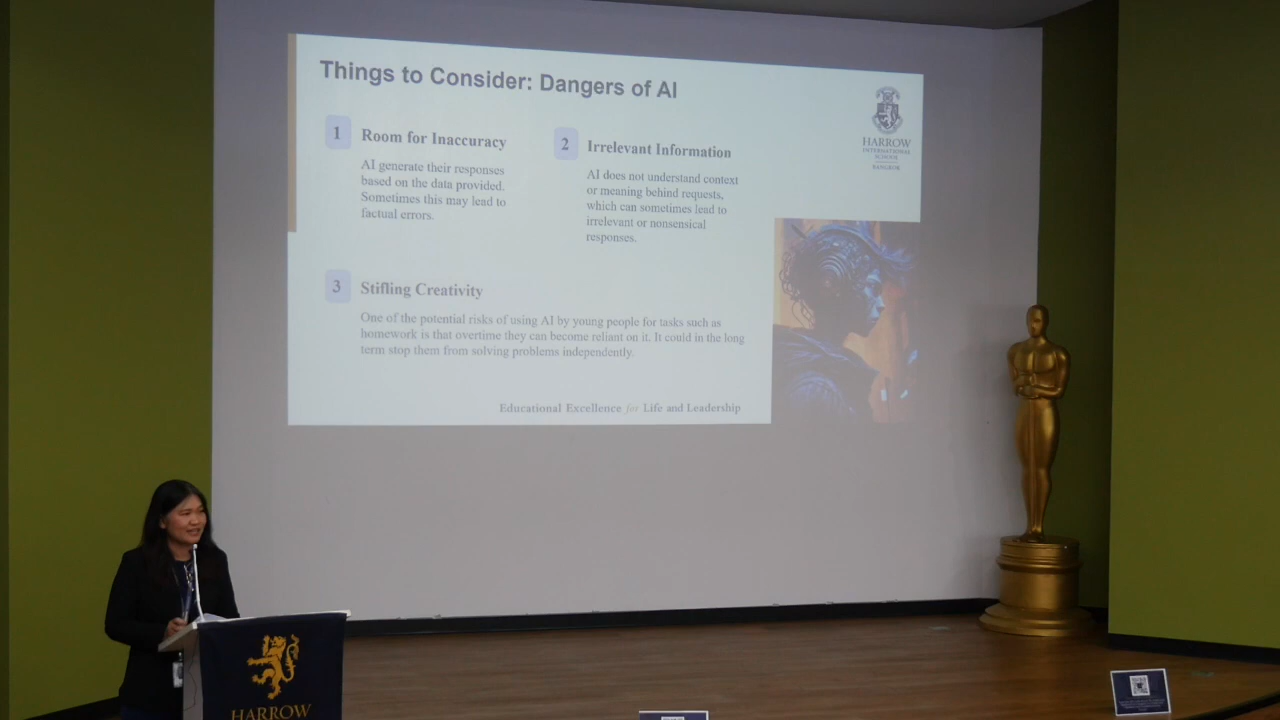 Things to Consider: Dangers of AI
1
Room for Inaccuracy
AI generate their responses
based on the data provided.
Sometimes this may lead to
factual errors.
2
Irrelevant Information
AI does not understand context
or meaning behind requests,
which can sometimes lead to
irrelevant or nonsensical
responses.
3
Stifling Creativity
One of the potential risks of using AI by young people for tasks such as
homework is that overtime they can become reliant on it. It could in the long
term stop them from solving problems independently.
Educational Excellence for Life and Leadership
HARROW
INTERNATIONAL
SCHOOL
BANGKOK
HARROW